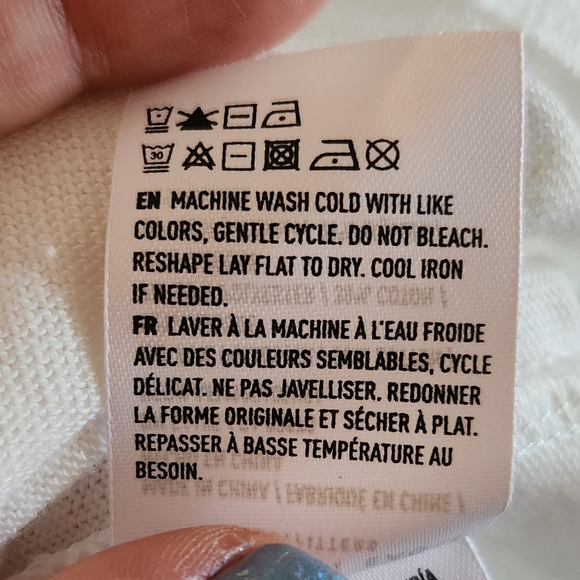 30
EN MACHINE WASH COLD WITH LIKE
COLORS, GENTLE CYCLE. DO NOT BLEACH.
RESHAPE LAY FLAT TO DRY. COOL IRON
IF NEEDED.
FR LAVER À LA MACHINE À L'EAU FROIDE
AVEC DES COULEURS SEMBLABLES, CYCLE
DÉLICAT. NE PAS JAVELLISER. REDONNER
LA FORME ORIGINALE ET SÉCHER À PLAT.
REPASSER À BASSE TEMPÉRATURE AU
BESOIN.